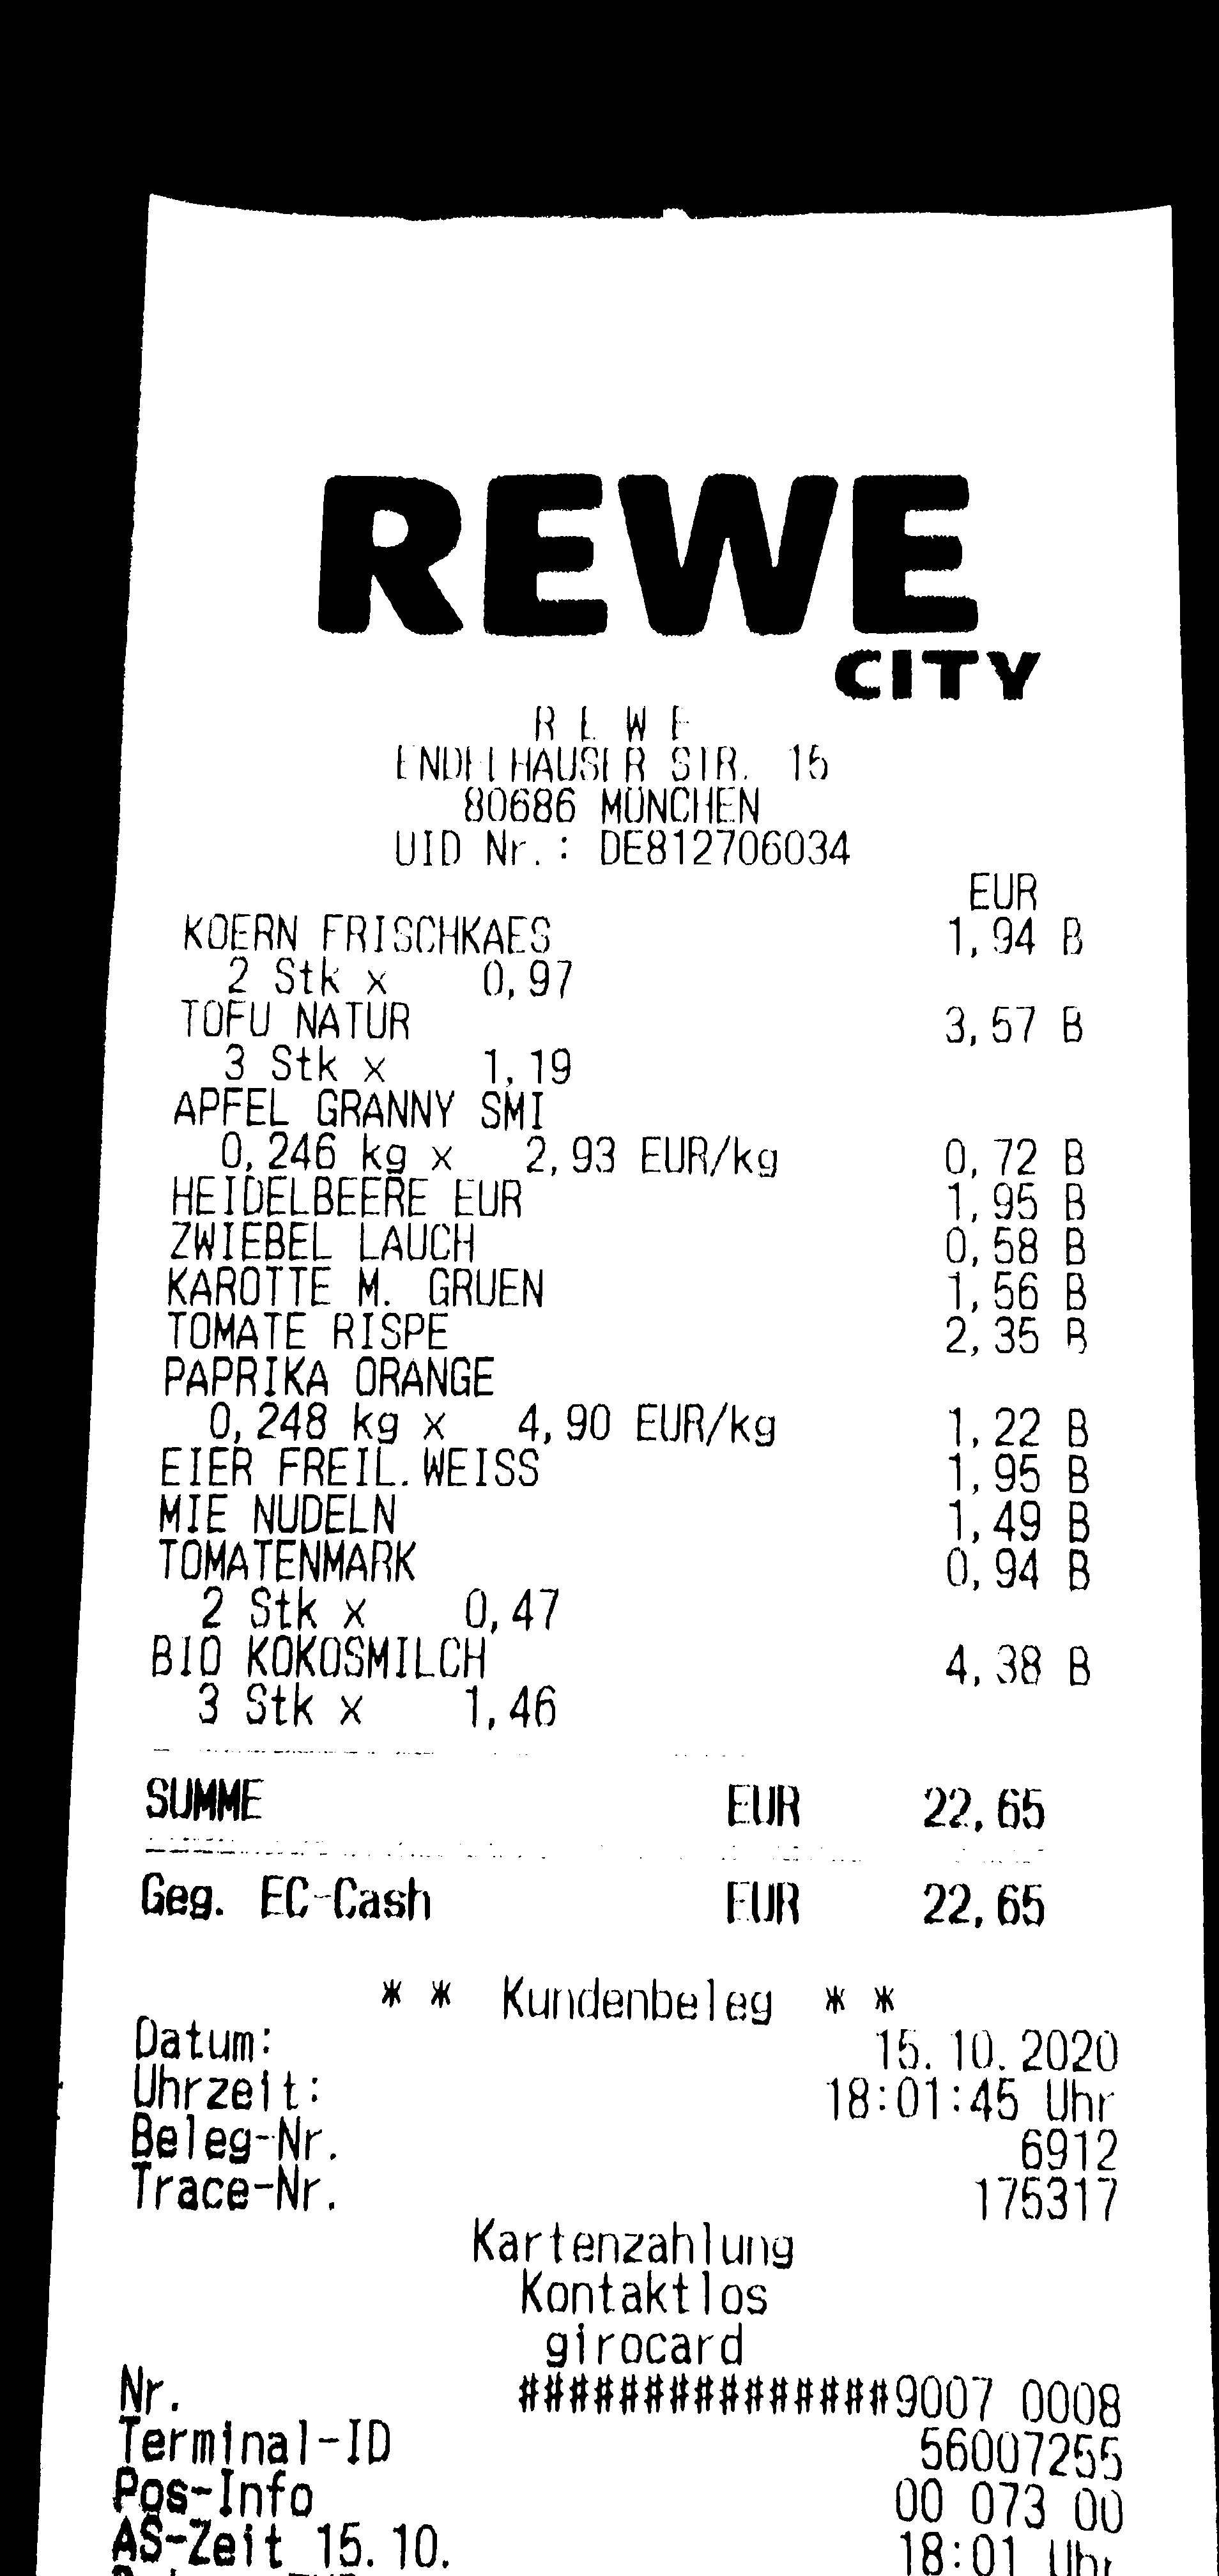 REWE
CITY
R E W E
80686 MÜNCHEN
UID Nr.: DE812706034
EUR
KOERN FRISCHKAES 1,94 B
2 Stk x 0,97
TOFU NATUR 3,57 B
3 Stk x 1,19
APFEL GRANNY SMI
0,246 kg x 2,93 EUR/kg 0,72 B
HEIDELBEERE EUR 1,95 B
ZWIEBEL LAUCH 0,58 B
KAROTTE M. GRUEN 1,56 B
TOMATE RISPE 2,35 B
PAPRIKA ORANGE
0,248 kg x 4,90 EUR/kg 1,22 B
EIER FREIL.WEISS 1,95 B
MIE NUDELN 1,49 B
TOMATENMARK 0,94 B
2 Stk x 0,47
BIO KOKOSMILCH 4,38 B
3 Stk x 1,46
SUMME EUR 22,65
Geg. EC-Cash EUR 22,65
* * Kundenbeleg * *
Datum: 15.10.2020
Uhrzeit: 18:01:45 Uhr
Beleg-Nr. 6912
Trace-Nr. 175317
Kartenzahlung
Kontaktlos
girocard
Nr. ###############9007 0008
Terminal-ID 56007255
Pos-Info 00 073 00
AS-Zeit 15.10. 18:01 Uhr